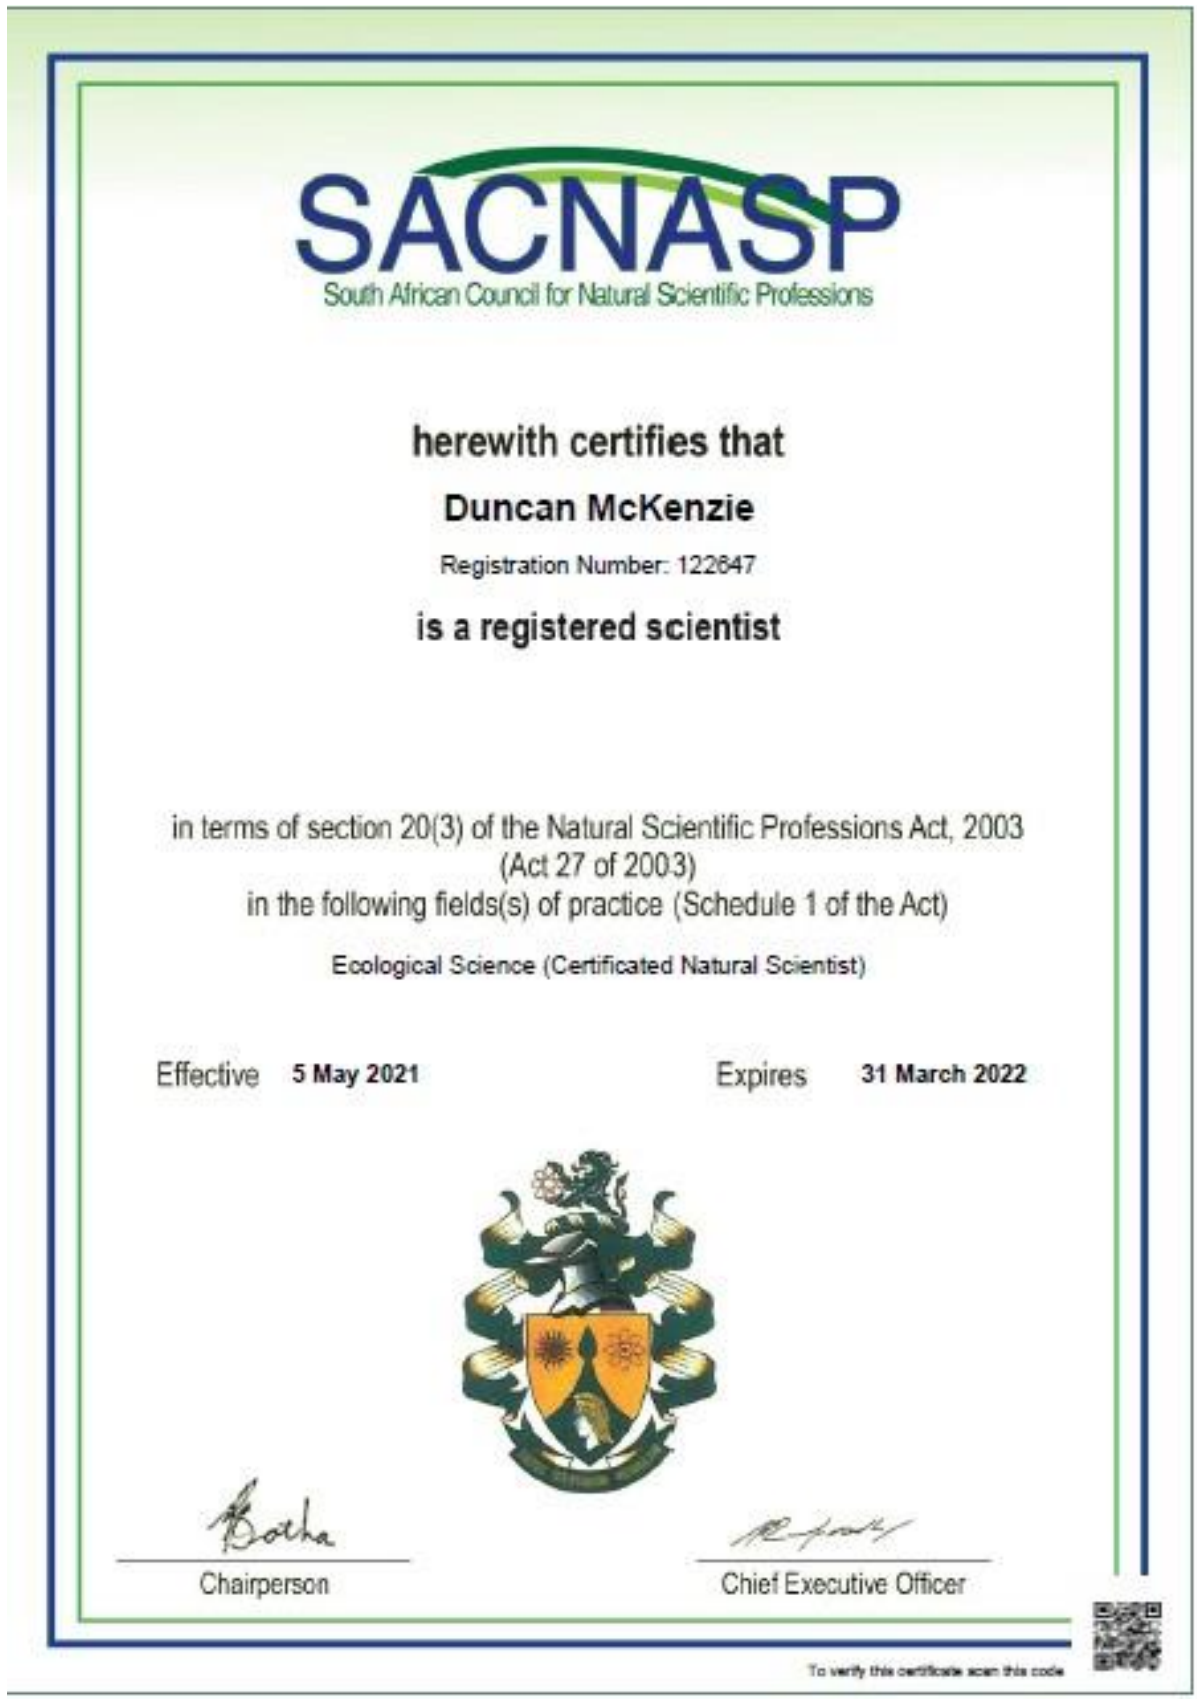 SACNASP
South African Council for Natural Scientific Professions
herewith certifies that
Duncan McKenzie
Registration Number: 122647
is a registered scientist
in terms of section 20(3) of the Natural Scientific Professions Act, 2003
(Act 27 of 2003)
in the following fields(s) of practice (Schedule 1 of the Act)
Ecological Science (Certificated Natural Scientist)
Effective 5 May 2021 Expires 31 March 2022
Botha
Chairperson Chief Executive Officer
To verify this certificate scan this code